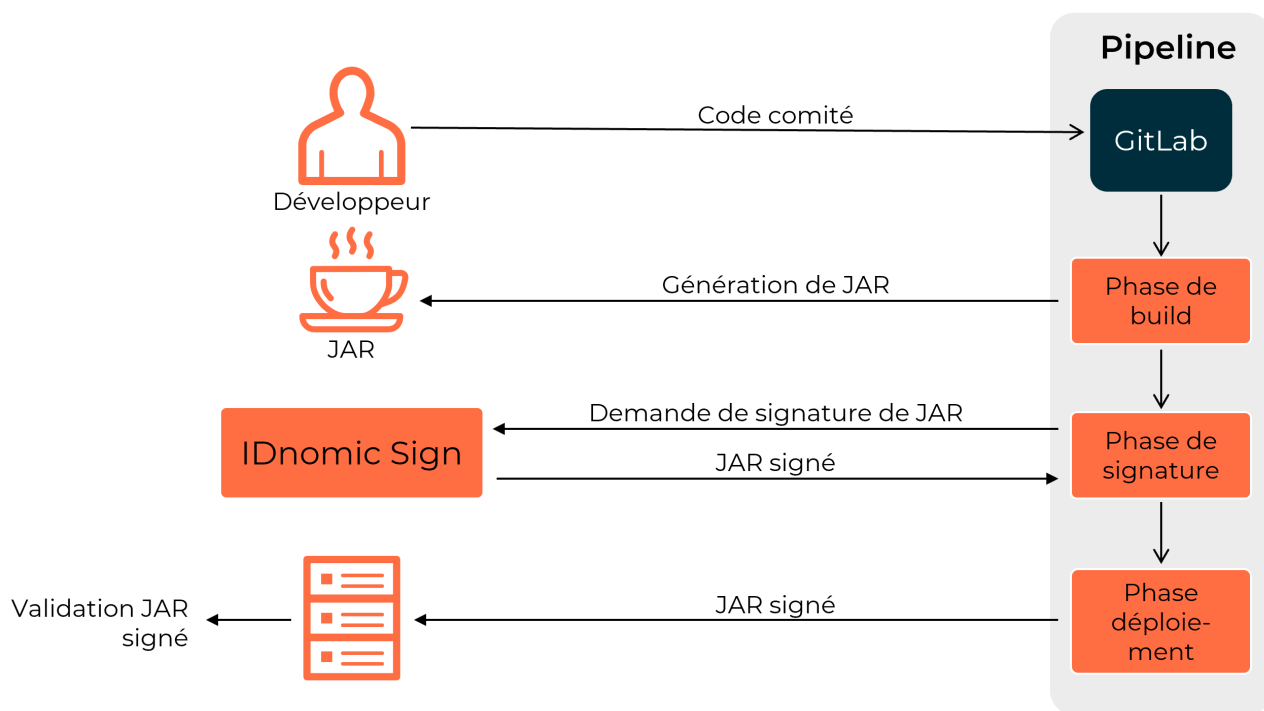 Pipeline
Code comité
GitLab
Développeur
Génération de JAR
Phase de
build
JAR
Demande de signature de JAR
IDnomic Sign
JAR signé
Phase de
signature
Validation JAR
signé
JAR signé
Phase
déploie-
ment